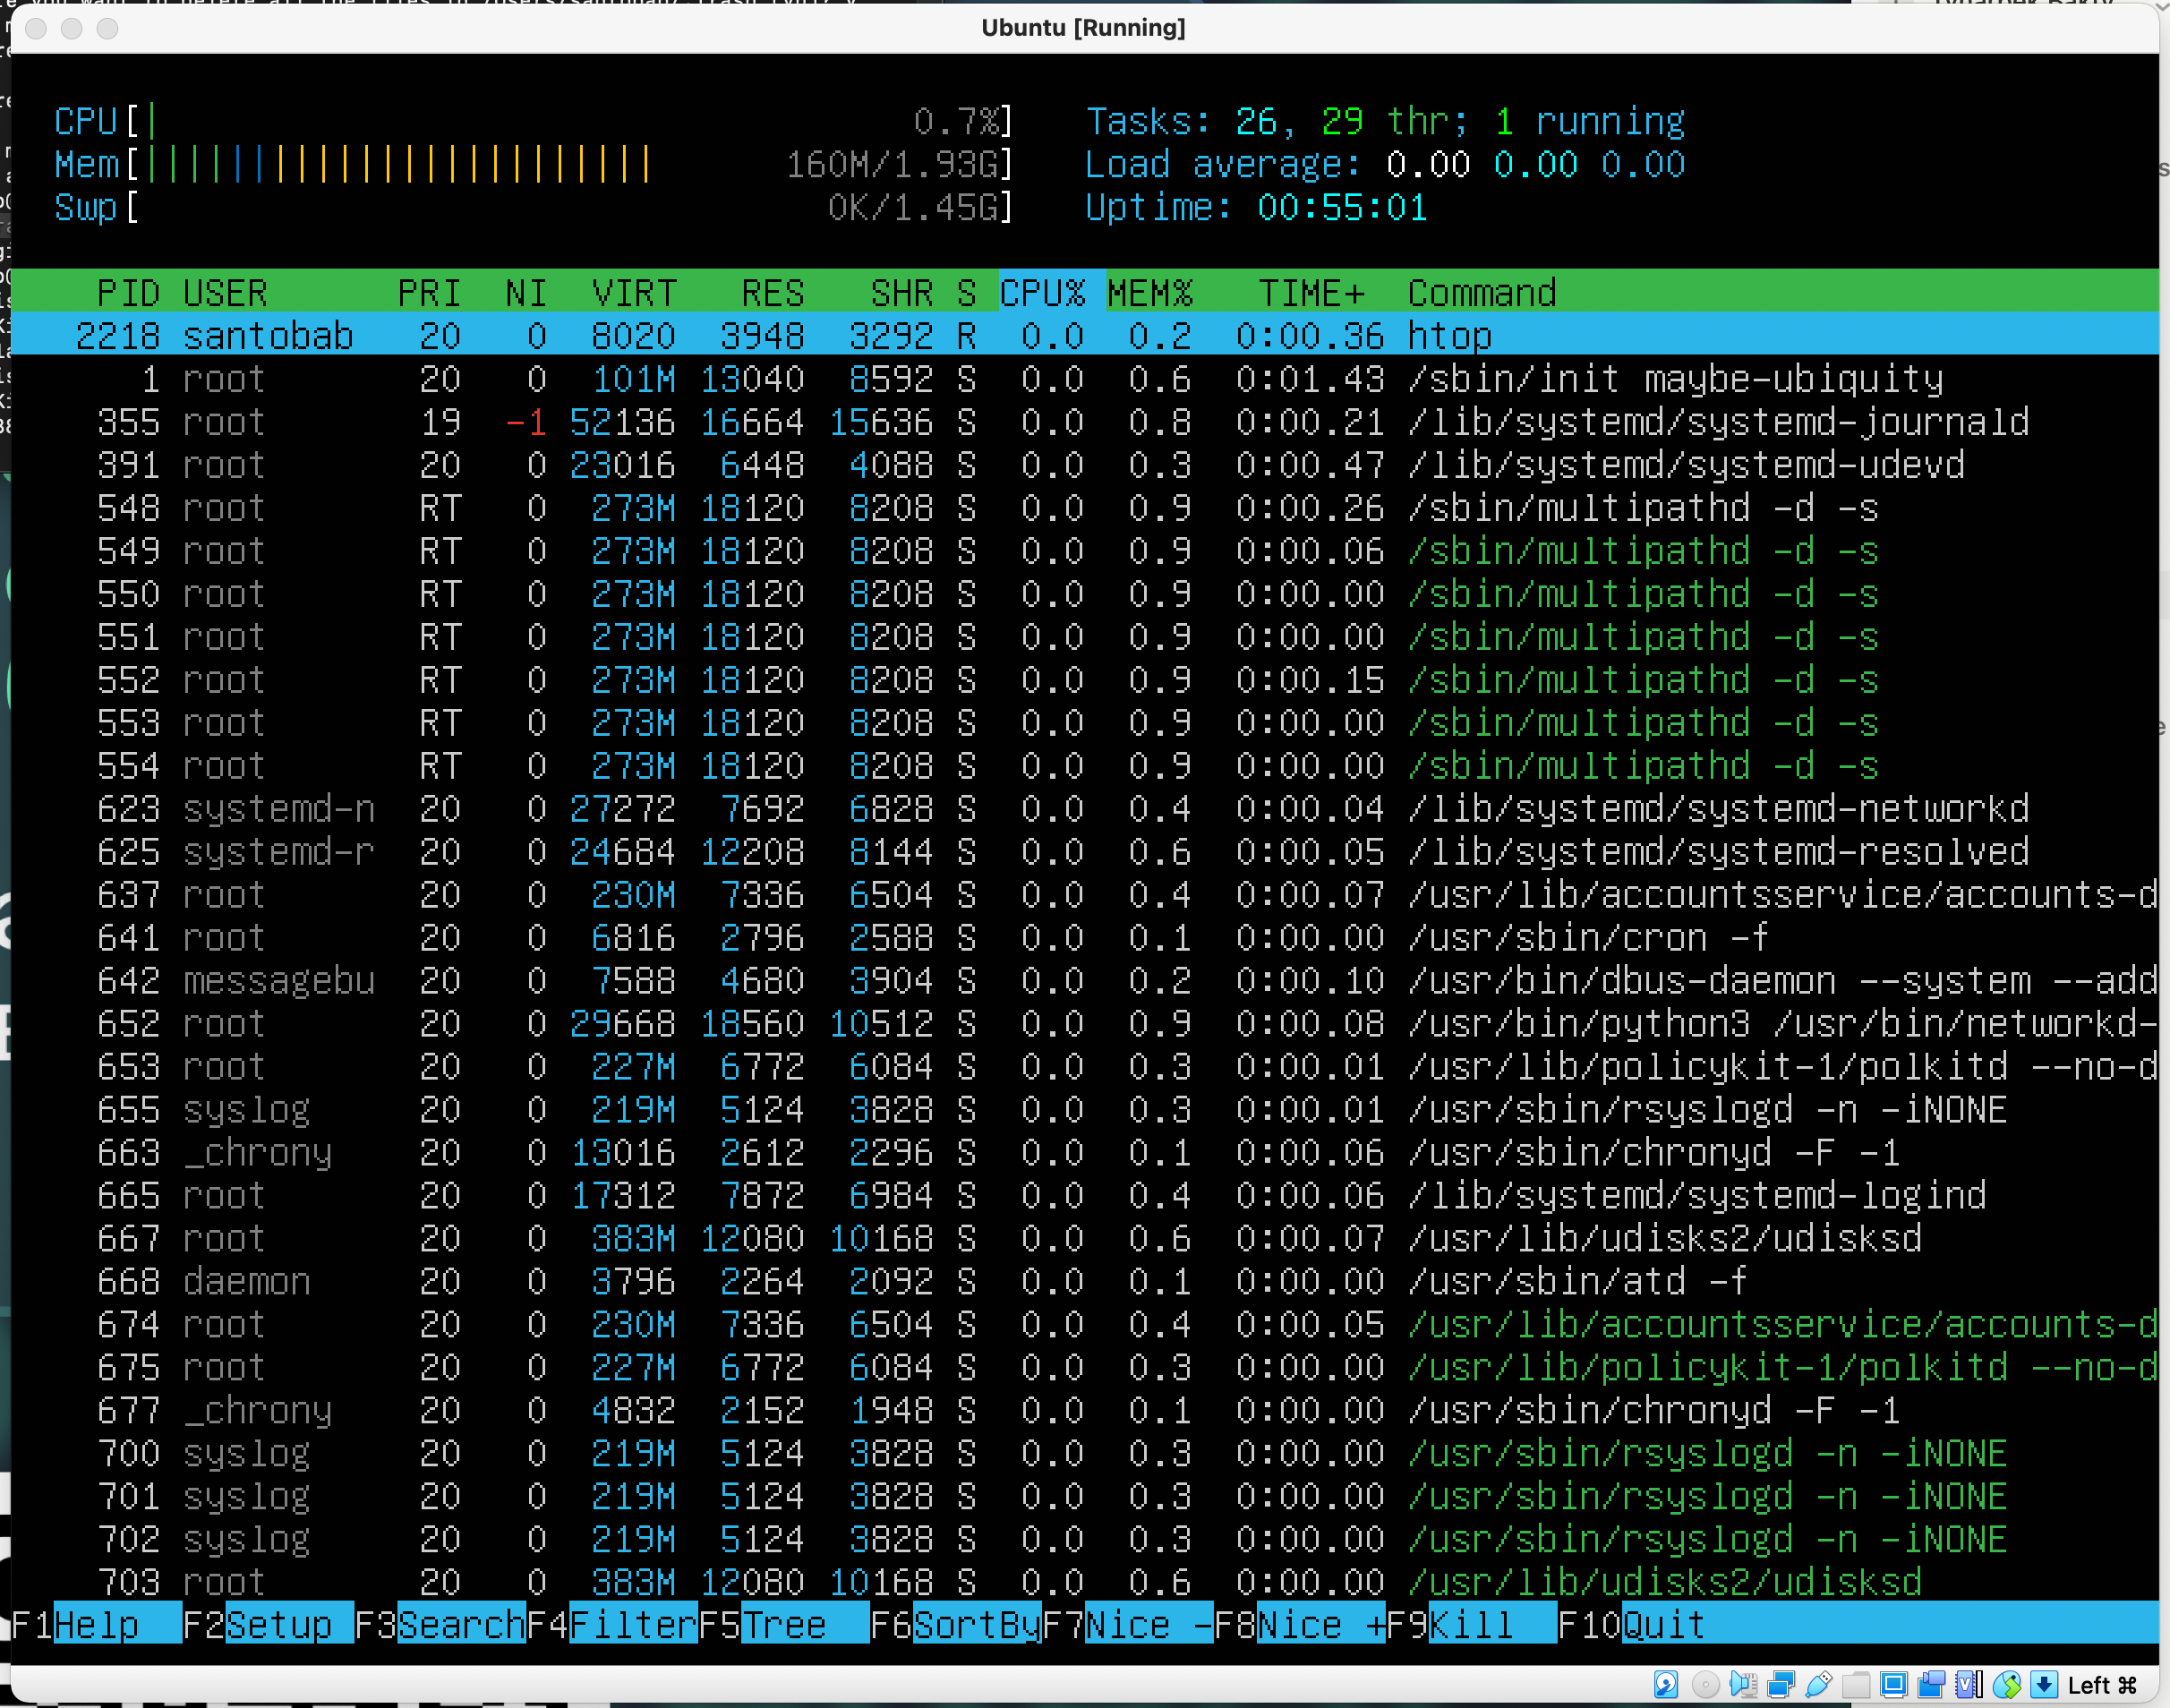 Ubuntu [Running]
CPU[| 0.7%] Tasks: 26, 29 thr; 1 running
Mem[|||||||||||||||||||||||| 160M/1.93G] Load average: 0.00 0.00 0.00
Swp[ 0K/1.45G] Uptime: 00:55:01
PID USER PRI NI VIRT RES SHR S CPU% MEM% TIME+ Command
2218 santobab 20 0 8020 3948 3292 R 0.0 0.2 0:00.36 htop
1 root 20 0 101M 13040 8592 S 0.0 0.6 0:01.43 /sbin/init maybe-ubiquity
355 root 19 -1 52136 16664 15636 S 0.0 0.8 0:00.21 /lib/systemd/systemd-journald
391 root 20 0 23016 6448 4088 S 0.0 0.3 0:00.47 /lib/systemd/systemd-udevd
548 root RT 0 273M 18120 8208 S 0.0 0.9 0:00.26 /sbin/multipathd -d -s
549 root RT 0 273M 18120 8208 S 0.0 0.9 0:00.06 /sbin/multipathd -d -s
550 root RT 0 273M 18120 8208 S 0.0 0.9 0:00.00 /sbin/multipathd -d -s
551 root RT 0 273M 18120 8208 S 0.0 0.9 0:00.00 /sbin/multipathd -d -s
552 root RT 0 273M 18120 8208 S 0.0 0.9 0:00.15 /sbin/multipathd -d -s
553 root RT 0 273M 18120 8208 S 0.0 0.9 0:00.00 /sbin/multipathd -d -s
554 root RT 0 273M 18120 8208 S 0.0 0.9 0:00.00 /sbin/multipathd -d -s
623 systemd-n 20 0 27272 7692 6828 S 0.0 0.4 0:00.04 /lib/systemd/systemd-networkd
625 systemd-r 20 0 24684 12208 8144 S 0.0 0.6 0:00.05 /lib/systemd/systemd-resolved
637 root 20 0 230M 7336 6504 S 0.0 0.4 0:00.07 /usr/lib/accountsservice/accounts-d
641 root 20 0 6816 2796 2588 S 0.0 0.1 0:00.00 /usr/sbin/cron -f
642 messagebu 20 0 7588 4680 3904 S 0.0 0.2 0:00.10 /usr/bin/dbus-daemon --system --add
652 root 20 0 29668 18560 10512 S 0.0 0.9 0:00.08 /usr/bin/python3 /usr/bin/networkd-
653 root 20 0 227M 6772 6084 S 0.0 0.3 0:00.01 /usr/lib/policykit-1/polkitd --no-d
655 syslog 20 0 219M 5124 3828 S 0.0 0.3 0:00.01 /usr/sbin/rsyslogd -n -iNONE
663 _chrony 20 0 13016 2612 2296 S 0.0 0.1 0:00.06 /usr/sbin/chronyd -F -1
665 root 20 0 17312 7872 6984 S 0.0 0.4 0:00.06 /lib/systemd/systemd-logind
667 root 20 0 383M 12080 10168 S 0.0 0.6 0:00.07 /usr/lib/udisks2/udisksd
668 daemon 20 0 3796 2264 2092 S 0.0 0.1 0:00.00 /usr/sbin/atd -f
674 root 20 0 230M 7336 6504 S 0.0 0.4 0:00.05 /usr/lib/accountsservice/accounts-d
675 root 20 0 227M 6772 6084 S 0.0 0.3 0:00.00 /usr/lib/policykit-1/polkitd --no-d
677 _chrony 20 0 4832 2152 1948 S 0.0 0.1 0:00.00 /usr/sbin/chronyd -F -1
700 syslog 20 0 219M 5124 3828 S 0.0 0.3 0:00.00 /usr/sbin/rsyslogd -n -iNONE
701 syslog 20 0 219M 5124 3828 S 0.0 0.3 0:00.00 /usr/sbin/rsyslogd -n -iNONE
702 syslog 20 0 219M 5124 3828 S 0.0 0.3 0:00.00 /usr/sbin/rsyslogd -n -iNONE
703 root 20 0 383M 12080 10168 S 0.0 0.6 0:00.00 /usr/lib/udisks2/udisksd
F1Help F2Setup F3SearchF4FilterF5Tree F6SortByF7Nice -F8Nice +F9Kill F10Quit
Left ⌘